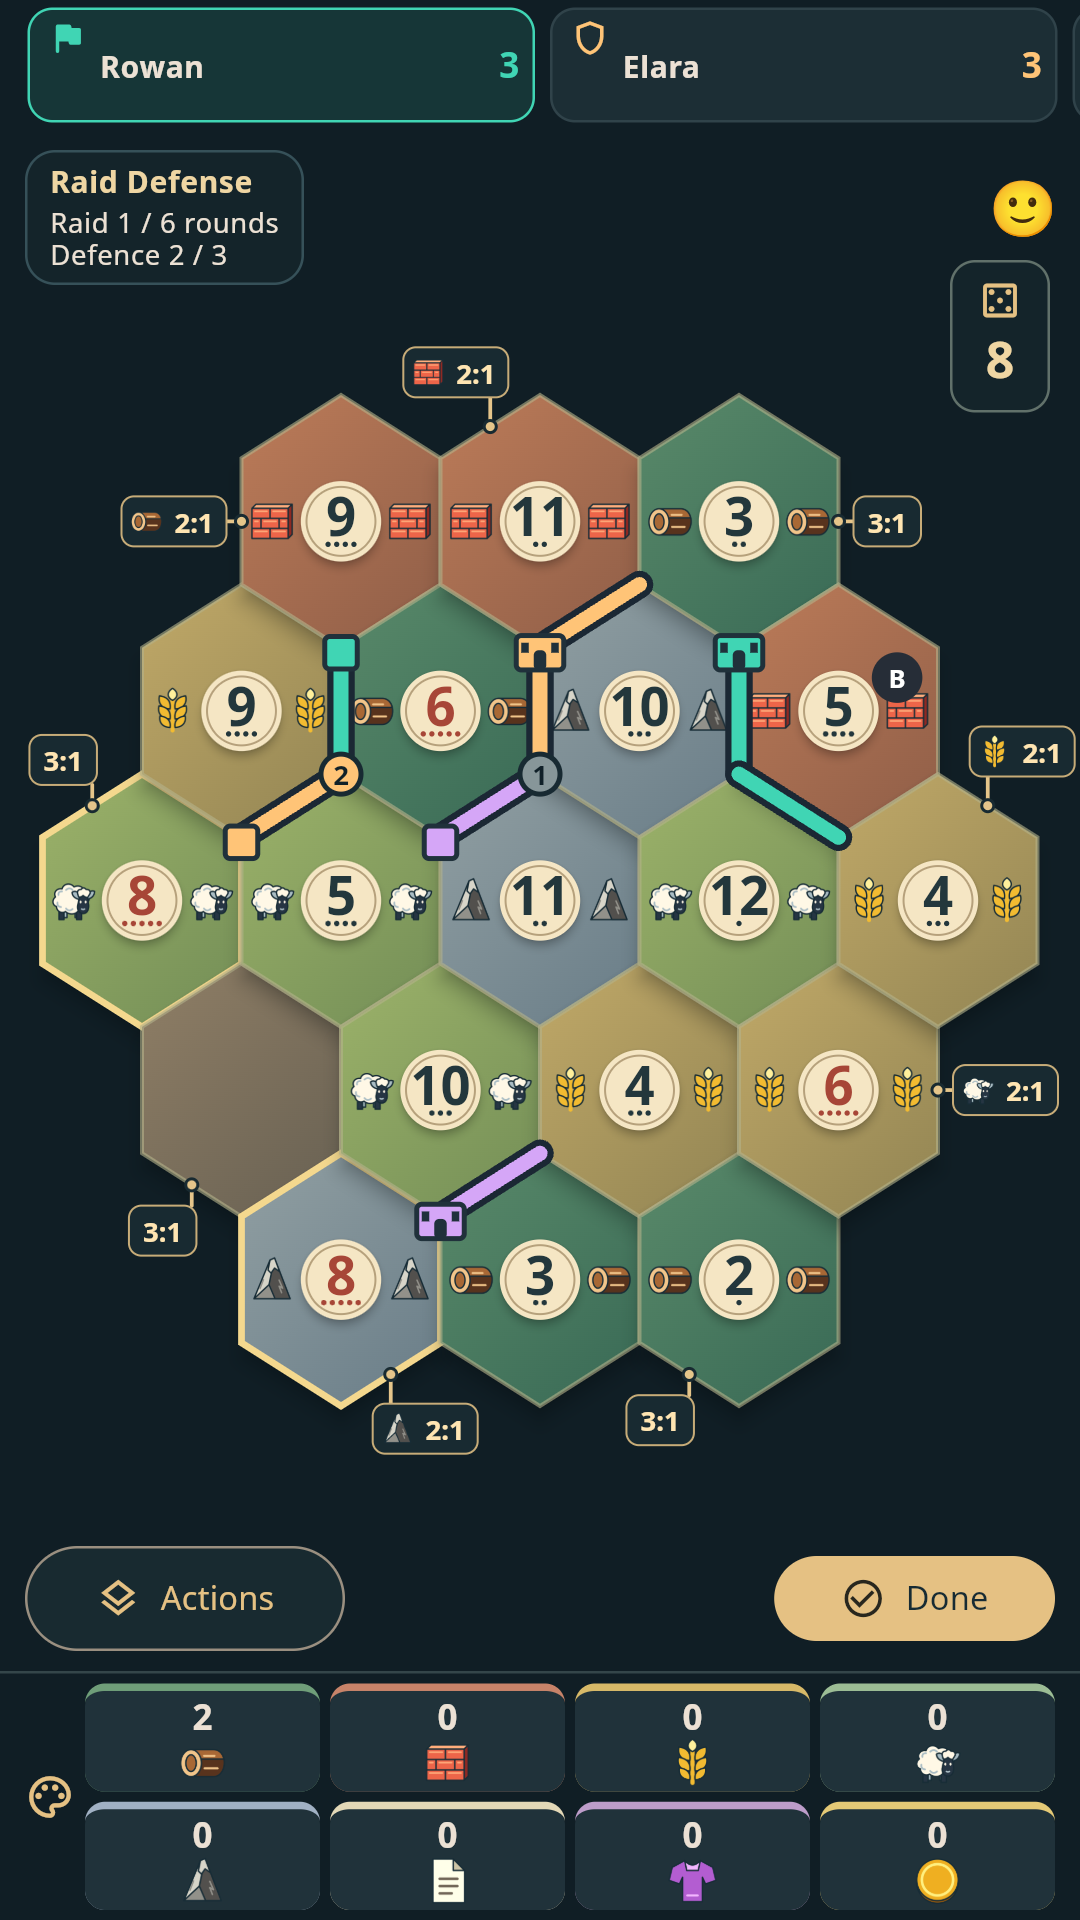 Rowan 3
Elara 3
Raid Defense
Raid 1 / 6 rounds
Defence 2 / 3
8
2:1
9 11 3
2:1
3:1
9 6 10 5 B
3:1
2:1
2 1
8 5 11 12 4
10 4 6
2:1
3:1
8 3 2
2:1
3:1
Actions
Done
2 0 0 0
0 0 0 0